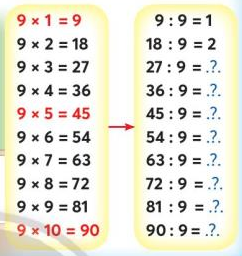 9 × 1 = 9
9 × 2 = 18
9 × 3 = 27
9 × 4 = 36
9 × 5 = 45
9 × 6 = 54
9 × 7 = 63
9 × 8 = 72
9 × 9 = 81
9 × 10 = 90
9 : 9 = 1
18 : 9 = 2
27 : 9 = .?.
36 : 9 = .?.
45 : 9 = .?.
54 : 9 = .?.
63 : 9 = .?.
72 : 9 = .?.
81 : 9 = .?.
90 : 9 = .?.